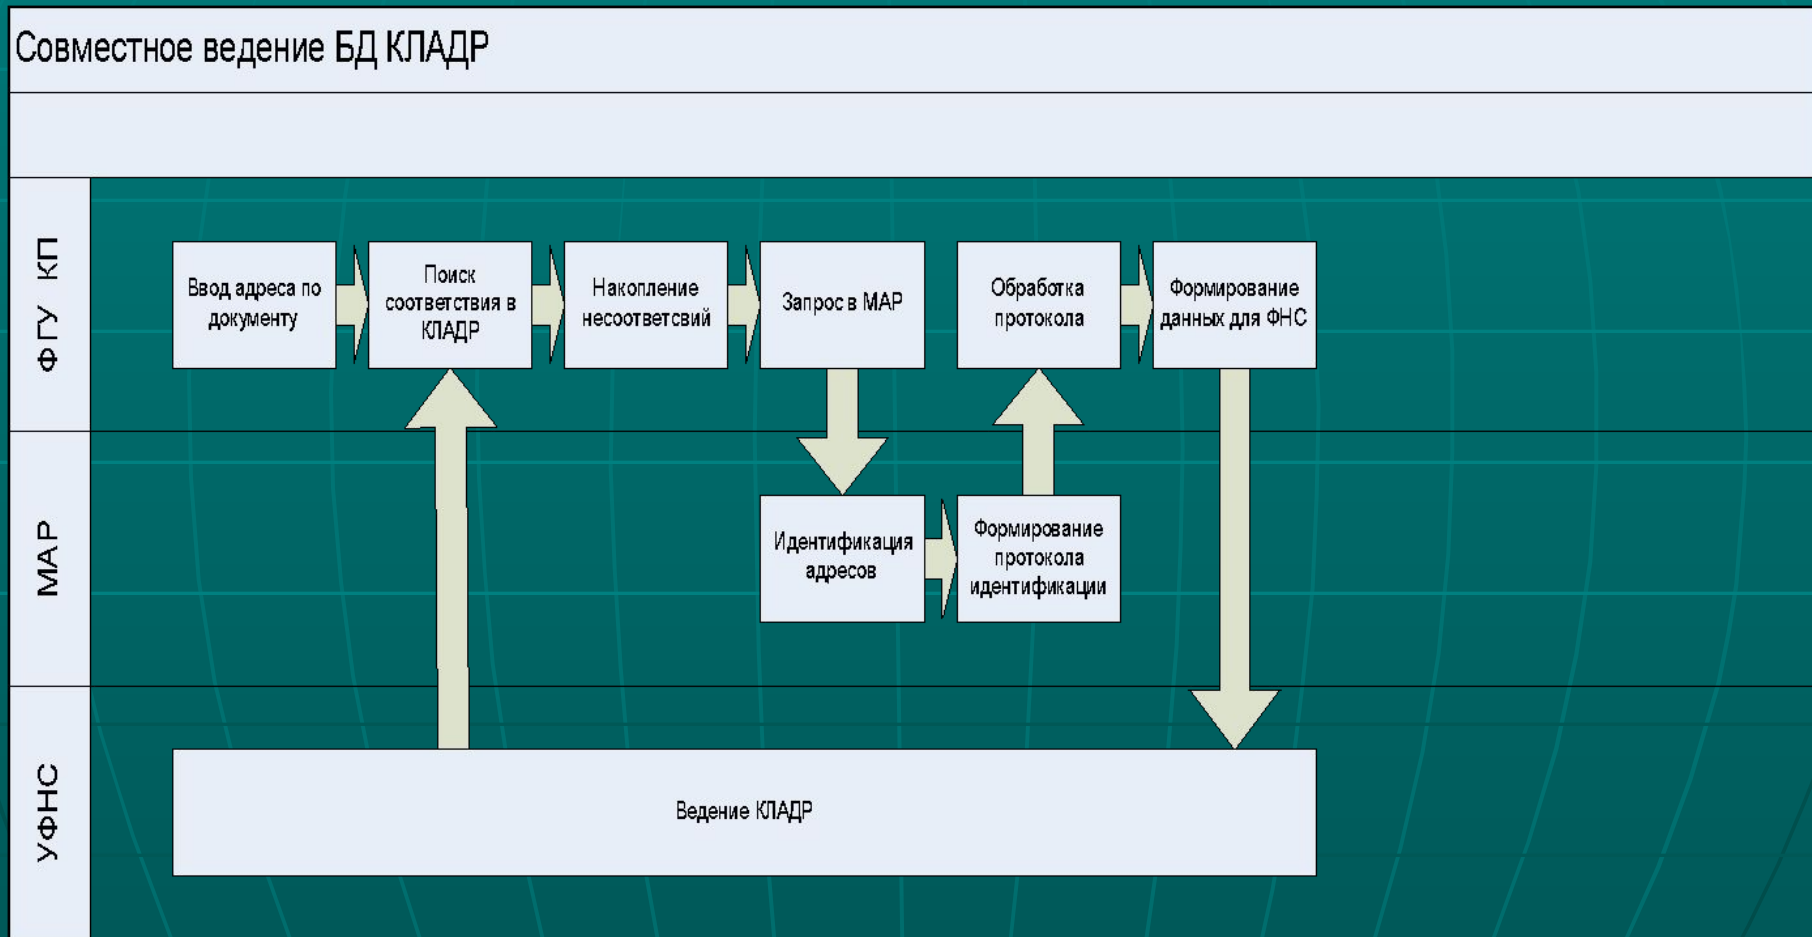 Совместное ведение БД КЛАДР
ФГУ КП
Ввод адреса по
документу
Поиск
соответствия в
КЛАДР
Накопление
несоответсвий
Запрос в МАР
Обработка
протокола
Формирование
данных для ФНС
МАР
Идентификация
адресов
Формирование
протокола
идентификации
УФНС
Ведение КЛАДР